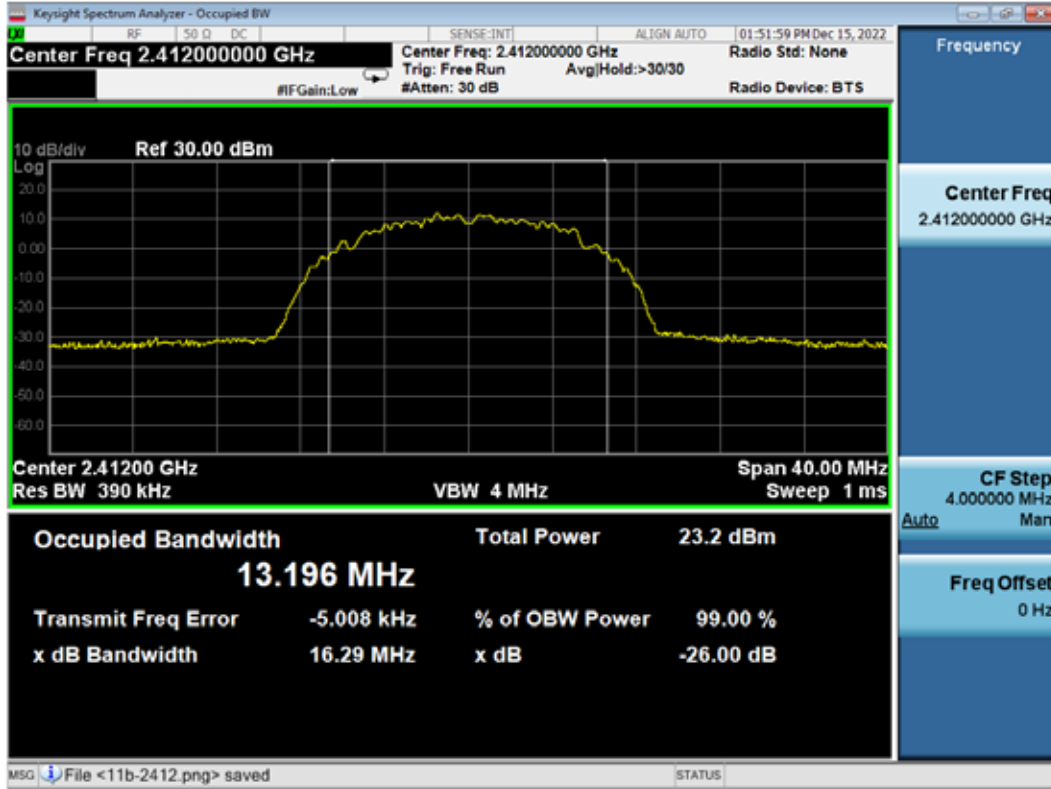 Keysight Spectrum Analyzer - Occupied BW
RF 50 Ω DC SENSE:INT ALIGN AUTO 01:51:59 PM Dec 15, 2022
Center Freq 2.412000000 GHz
Center Freq: 2.412000000 GHz
Radio Std: None
Trig: Free Run
Avg|Hold:>30/30
#IFGain:Low
#Atten: 30 dB
Radio Device: BTS
10 dB/div Ref 30.00 dBm
Log
20.0
10.0
0.00
-10.0
-20.0
-30.0
-40.0
-50.0
-60.0
Center 2.41200 GHz
Span 40.00 MHz
Res BW 390 kHz
VBW 4 MHz
Sweep 1 ms
Occupied Bandwidth
13.196 MHz
Total Power 23.2 dBm
Transmit Freq Error -5.008 kHz
% of OBW Power 99.00 %
x dB Bandwidth 16.29 MHz
x dB -26.00 dB
MSG File <11b-2412.png> saved
STATUS
Frequency
Center Freq
2.412000000 GHz
CF Step
4.000000 MHz
Auto Man
Freq Offset
0 Hz